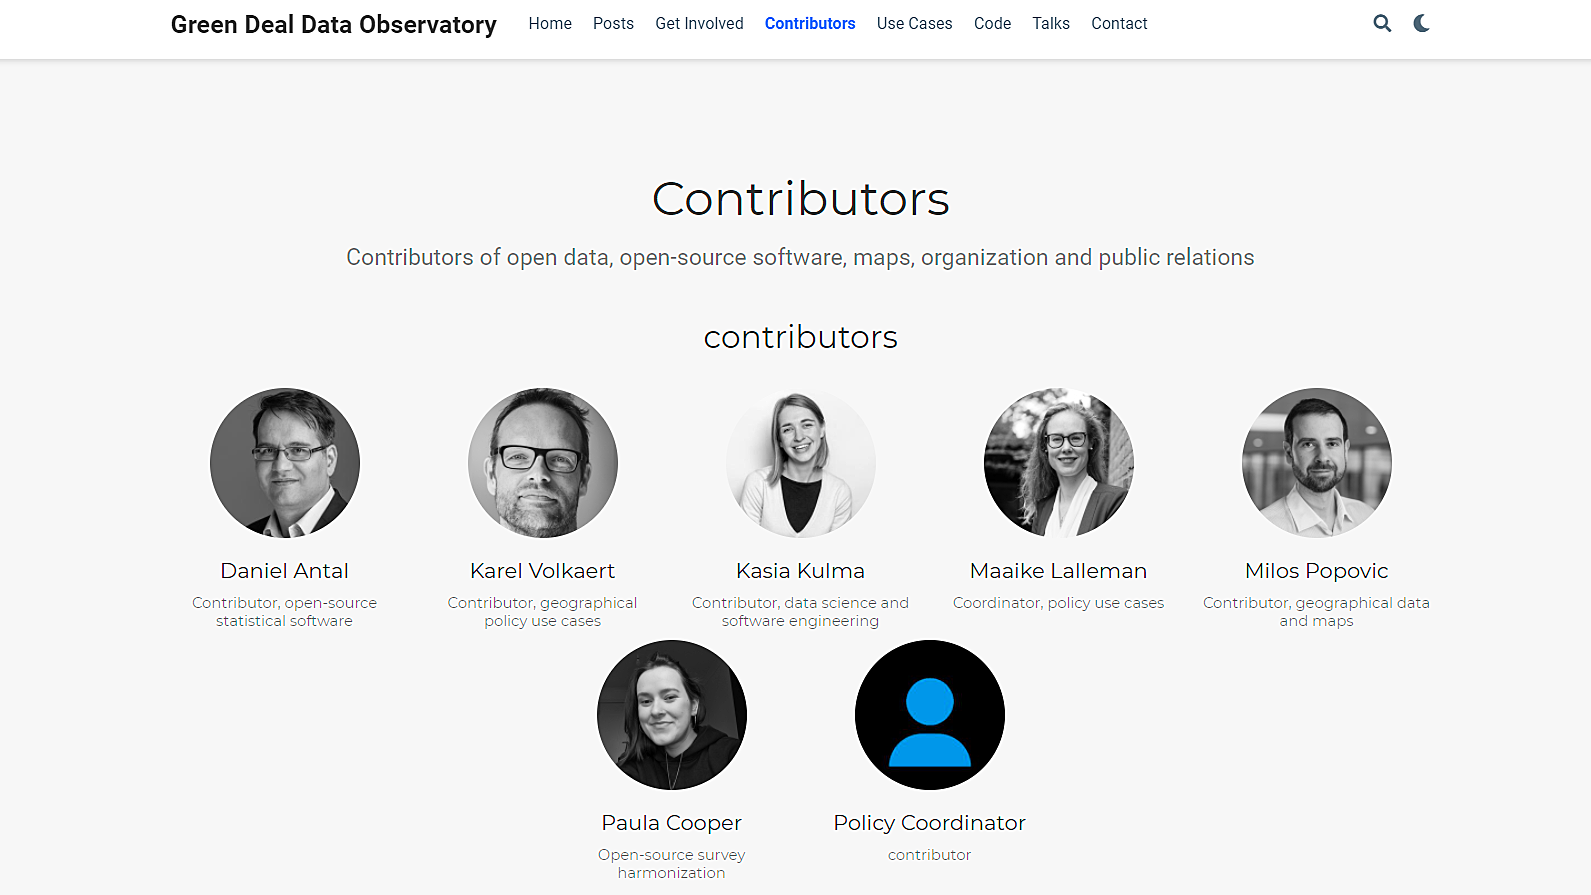 Green Deal Data Observatory Home Posts Get Involved Contributors Use Cases Code Talks Contact
Contributors
Contributors of open data, open-source software, maps, organization and public relations
contributors
Daniel Antal
Contributor, open-source
statistical software
Karel Volkaert
Contributor, geographical
policy use cases
Kasia Kulma
Contributor, data science and
software engineering
Maaike Lalleman
Coordinator, policy use cases
Milos Popovic
Contributor, geographical data
and maps
Paula Cooper
Open-source survey
harmonization
Policy Coordinator
contributor